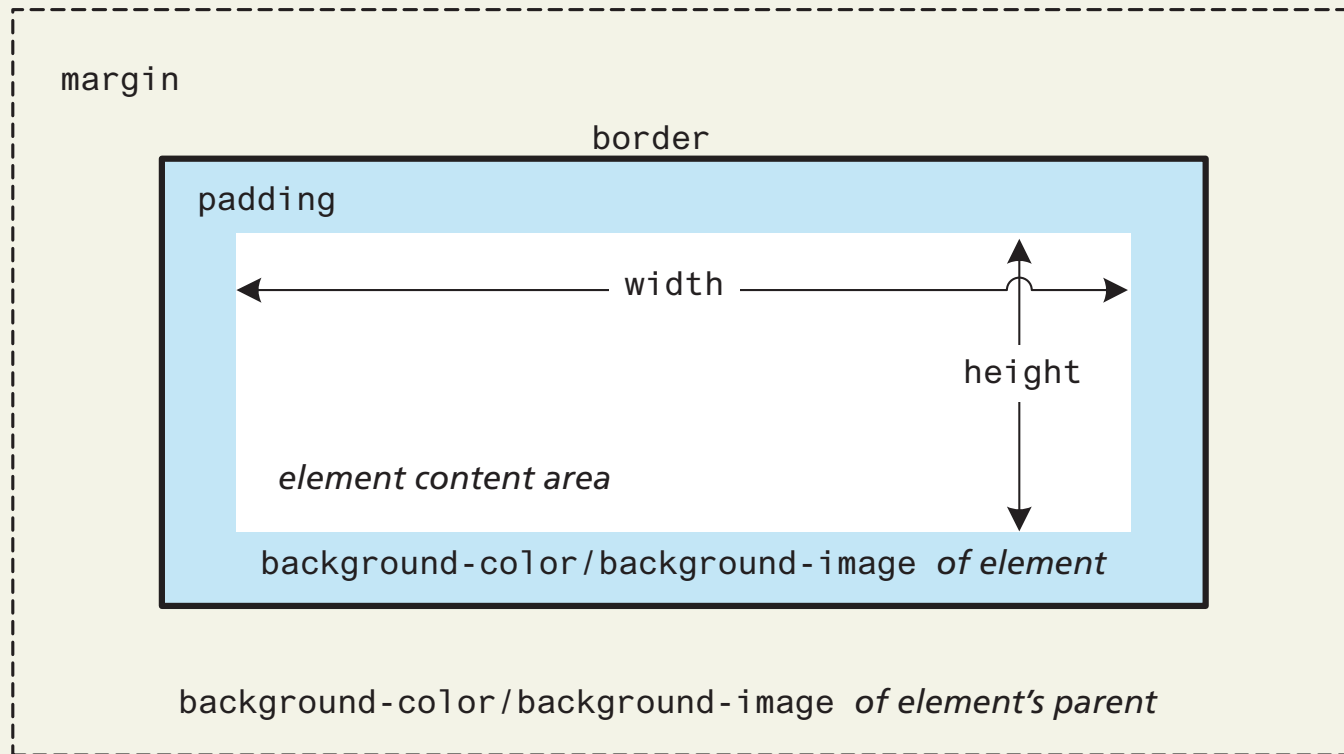 margin
border
padding
width
height
element content area
background-color/background-image of element
background-color/background-image of element's parent